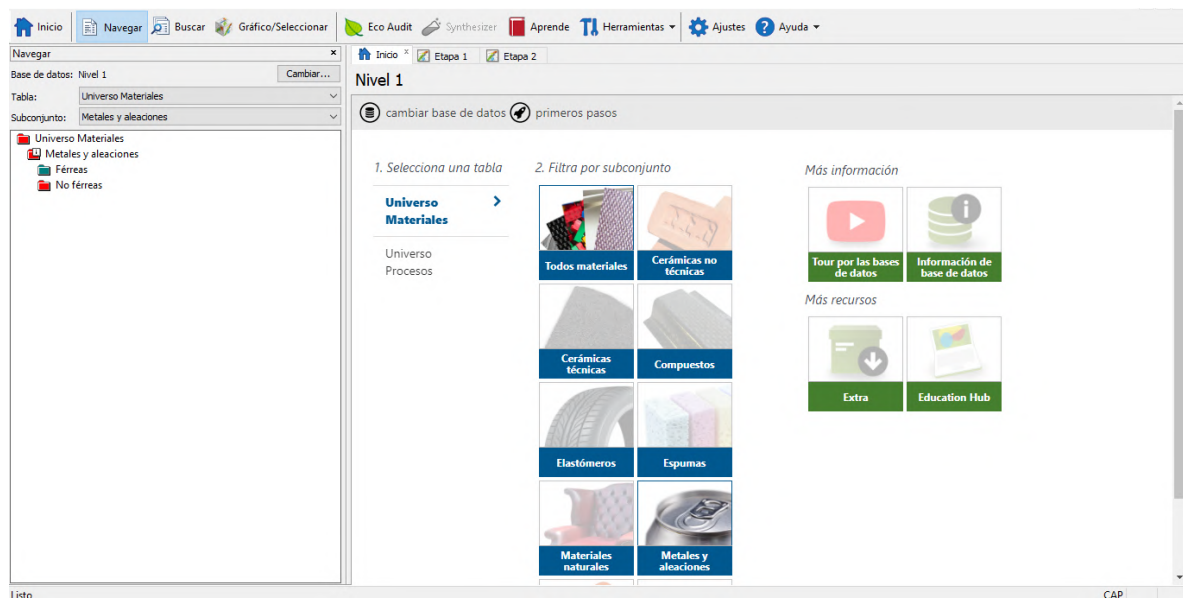 Inicio Navegar Buscar Gráfico/Seleccionar Eco Audit Synthesizer Aprende Herramientas Ajustes Ayuda
Navegar
Base de datos: Nivel 1 Cambiar...
Tabla: Universo Materiales
Subconjunto: Metales y aleaciones
Universo Materiales
Metales y aleaciones
Férreas
No férreas
Inicio Etapa 1 Etapa 2
Nivel 1
cambiar base de datos primeros pasos
1. Selecciona una tabla
Universo
Materiales
Universo
Procesos
2. Filtra por subconjunto
Todos materiales
Cerámicas no
técnicas
Cerámicas
técnicas
Compuestos
Elastómeros
Espumas
Materiales
naturales
Metales y
aleaciones
Más información
Tour por las bases
de datos
Información de
base de datos
Más recursos
Extra
Education Hub
Listo
CAP